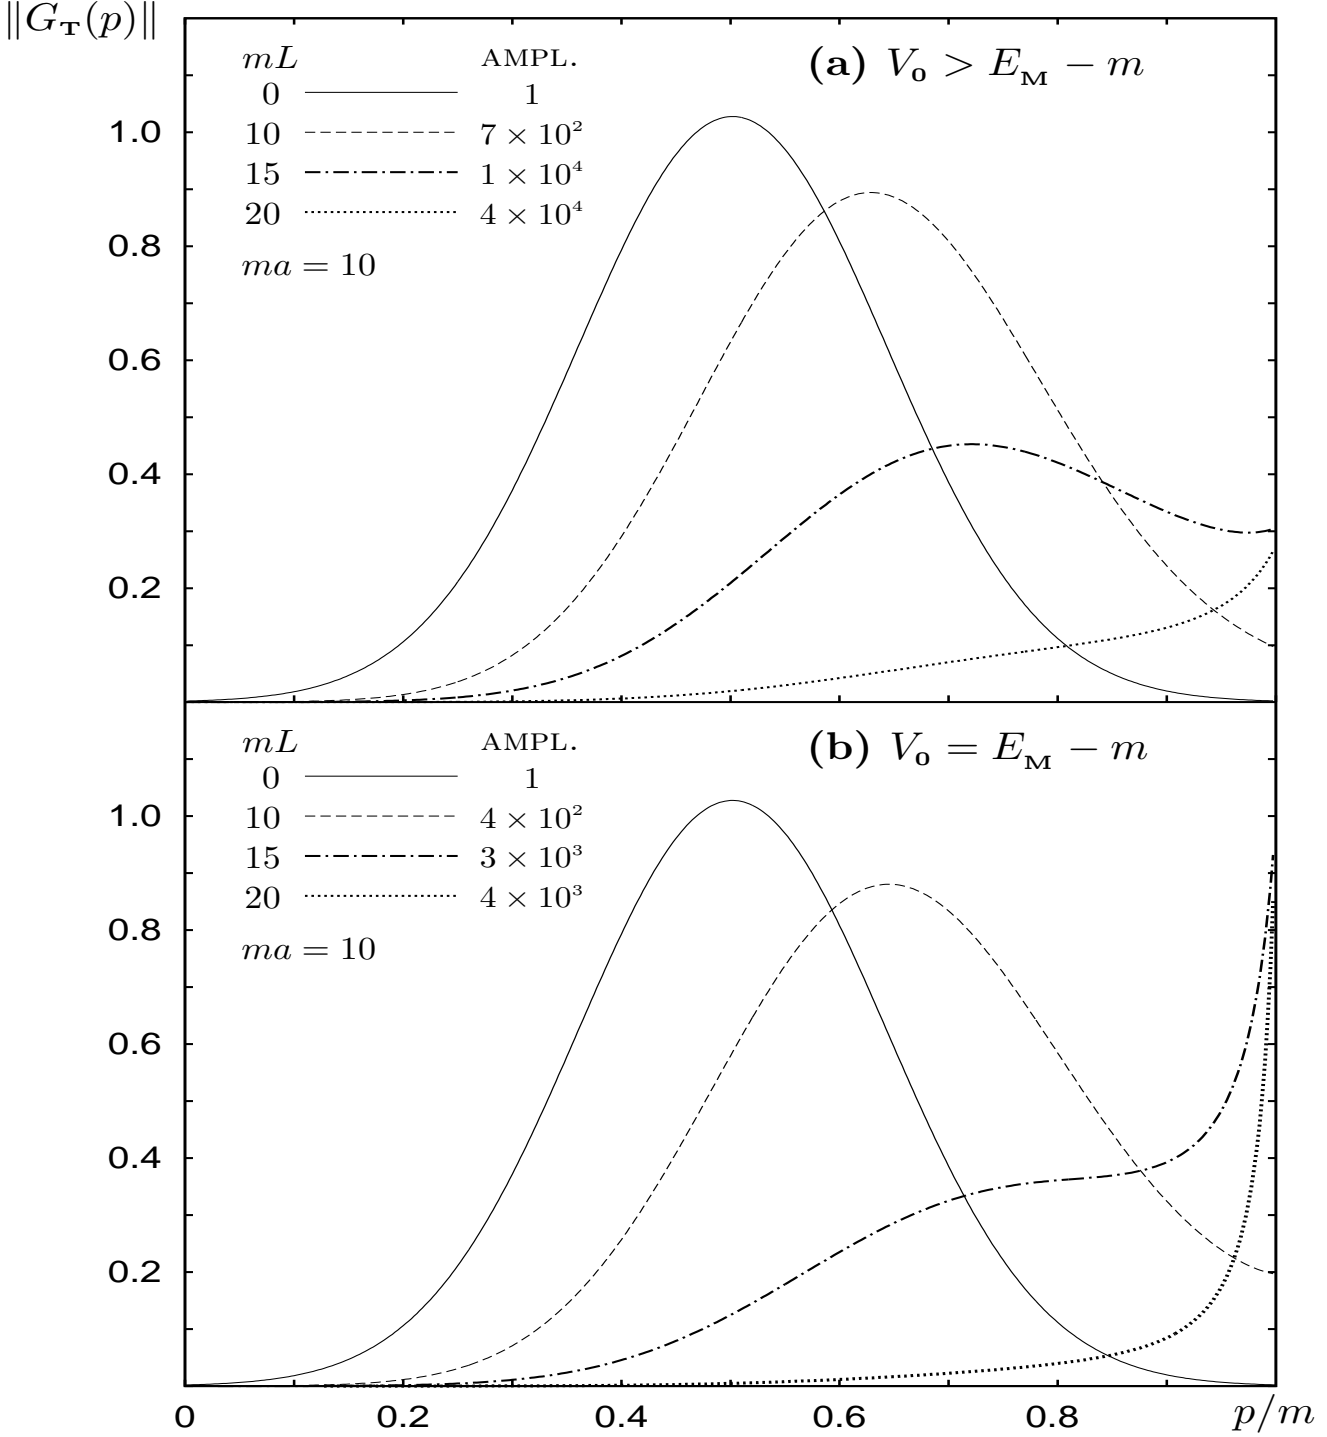 ‖G_T(p)‖
(a) V₀ > E_M − m
mL AMPL.
0 1
10 7 × 10²
15 1 × 10⁴
20 4 × 10⁴
ma = 10
1.0
0.8
0.6
0.4
0.2
(b) V₀ = E_M − m
mL AMPL.
0 1
10 4 × 10²
15 3 × 10³
20 4 × 10³
ma = 10
1.0
0.8
0.6
0.4
0.2
0 0.2 0.4 0.6 0.8 p/m